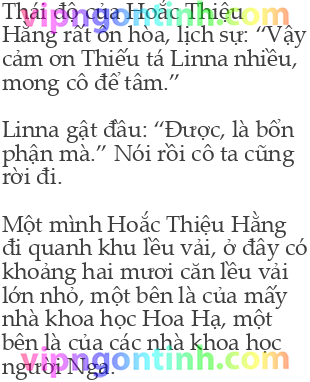 Thái độ của Hoắc Thiệu
vipngontinh.com
Hằng rất ôn hòa, lịch sự: “Vậy
cảm ơn Thiếu tá Linna nhiều,
mong cô để tâm.”
Linna gật đầu: “Được, là bổn
phận mà.” Nói rồi cô ta cũng
rời đi.
Một mình Hoắc Thiệu Hằng
đi quanh khu lều vải, ở đây có
khoảng hai mươi căn lều vải
lớn nhỏ, một bên là của mấy
nhà khoa học Hoa Hạ, một
bên là của các nhà khoa học
vipngontinh.com
người Nga.